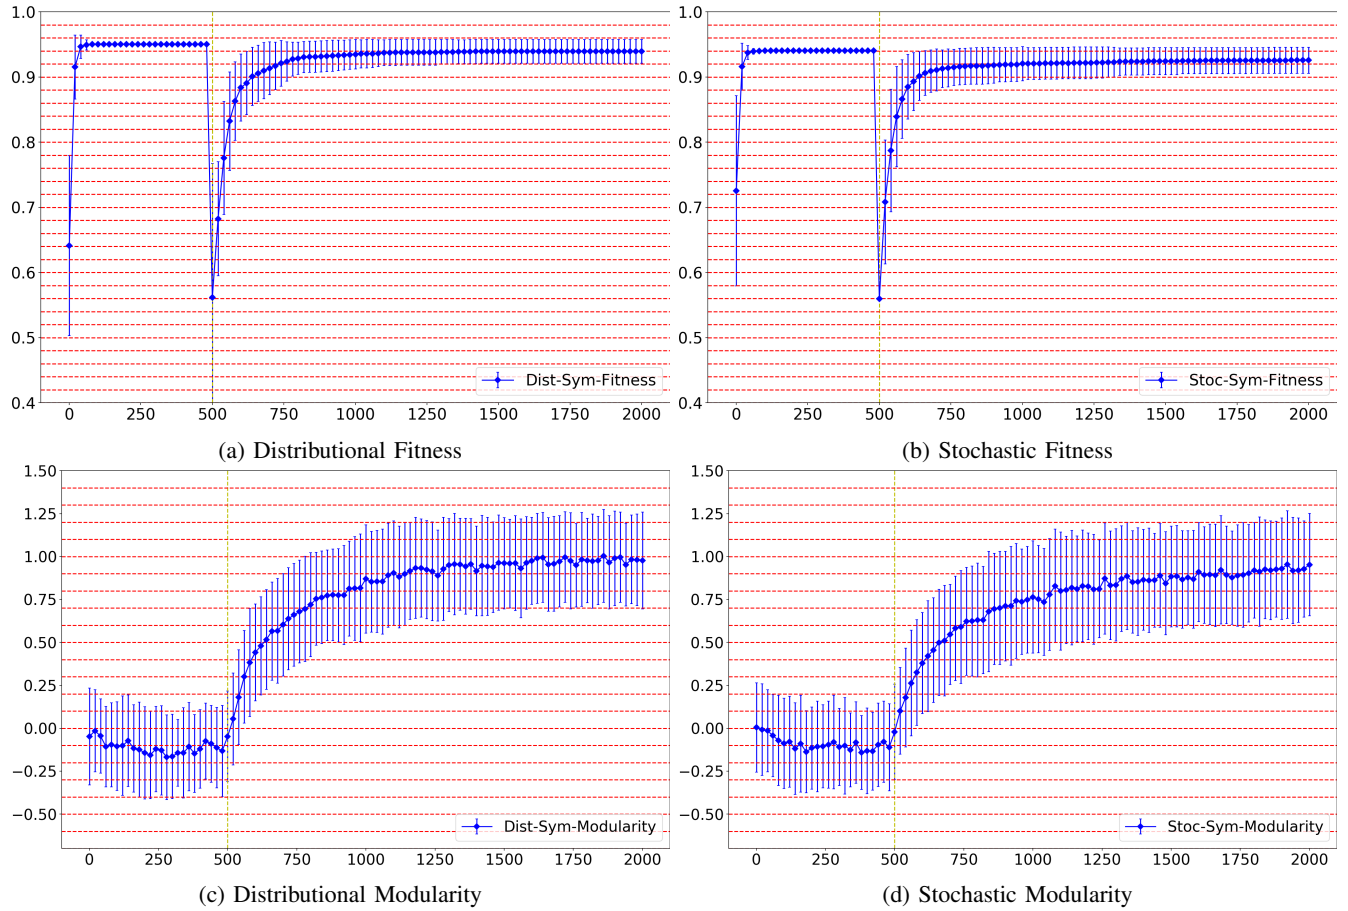 1.0
0.9
0.8
0.7
0.6
0.5
0.4
0 250 500 750 1000 1250 1500 1750 2000
Dist-Sym-Fitness
(a) Distributional Fitness
1.0
0.9
0.8
0.7
0.6
0.5
0.4
0 250 500 750 1000 1250 1500 1750 2000
Stoc-Sym-Fitness
(b) Stochastic Fitness
1.50
1.25
1.00
0.75
0.50
0.25
0.00
−0.25
−0.50
0 250 500 750 1000 1250 1500 1750 2000
Dist-Sym-Modularity
(c) Distributional Modularity
1.50
1.25
1.00
0.75
0.50
0.25
0.00
−0.25
−0.50
0 250 500 750 1000 1250 1500 1750 2000
Stoc-Sym-Modularity
(d) Stochastic Modularity